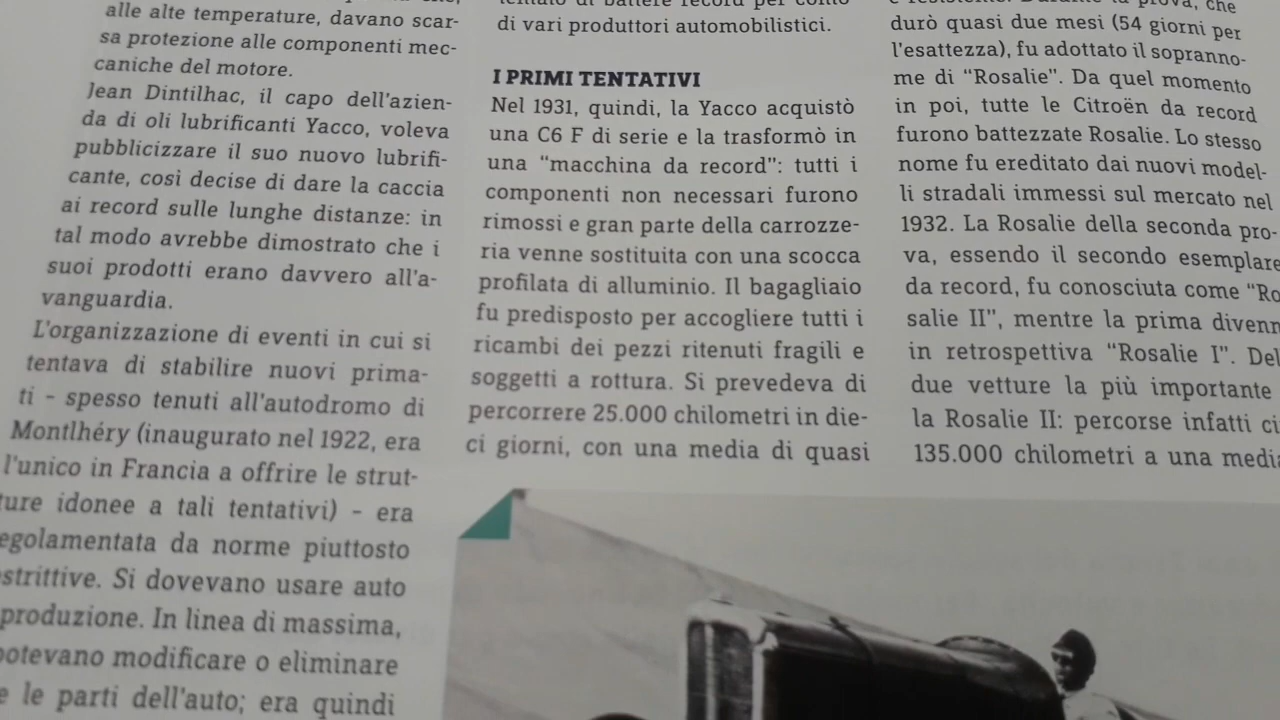 alle alte temperature, davano scar-
sa protezione alle componenti mec-
caniche del motore.
Jean Dintilhac, il capo dell'azien-
da di oli lubrificanti Yacco, voleva
pubblicizzare il suo nuovo lubrifi-
cante, così decise di dare la caccia
ai record sulle lunghe distanze: in
tal modo avrebbe dimostrato che i
suoi prodotti erano davvero all'a-
vanguardia.
L'organizzazione di eventi in cui si
tentava di stabilire nuovi prima-
ti - spesso tenuti all'autodromo di
Montlhéry (inaugurato nel 1922, era
l'unico in Francia a offrire le strut-
ture idonee a tali tentativi) - era
egolamentata da norme piuttosto
strittive. Si dovevano usare auto
produzione. In linea di massima,
potevano modificare o eliminare
e le parti dell'auto; era quindi
di vari produttori automobilistici.
I PRIMI TENTATIVI
Nel 1931, quindi, la Yacco acquistò
una C6 F di serie e la trasformò in
una "macchina da record": tutti i
componenti non necessari furono
rimossi e gran parte della carrozze-
ria venne sostituita con una scocca
profilata di alluminio. Il bagagliaio
fu predisposto per accogliere tutti i
ricambi dei pezzi ritenuti fragili e
soggetti a rottura. Si prevedeva di
percorrere 25.000 chilometri in die-
ci giorni, con una media di quasi
durò quasi due mesi (54 giorni per
l'esattezza), fu adottato il sopranno-
me di "Rosalie". Da quel momento
in poi, tutte le Citroën da record
furono battezzate Rosalie. Lo stesso
nome fu ereditato dai nuovi model-
li stradali immessi sul mercato nel
1932. La Rosalie della seconda pro-
va, essendo il secondo esemplare
da record, fu conosciuta come "Ro
salie II", mentre la prima divenn
in retrospettiva "Rosalie I". Del
due vetture la più importante
la Rosalie II: percorse infatti ci
135.000 chilometri a una media